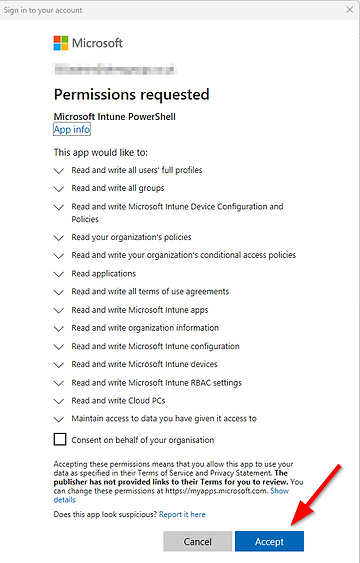 Sign in to your account
Microsoft
Permissions requested
Microsoft Intune PowerShell
App info
This app would like to:
Read and write all users' full profiles
Read and write all groups
Read and write Microsoft Intune Device Configuration and
Policies
Read your organization's policies
Read and write your organization's conditional access policies
Read applications
Read and write all terms of use agreements
Read and write Microsoft Intune apps
Read and write organization information
Read and write Microsoft Intune configuration
Read and write Microsoft Intune devices
Read and write Microsoft Intune RBAC settings
Read and write Cloud PCs
Maintain access to data you have given it access to
Consent on behalf of your organisation
Accepting these permissions means that you allow this app to use your
data as specified in their Terms of Service and Privacy Statement. The
publisher has not provided links to their Terms for you to review. You
can change these permissions at https://myapps.microsoft.com. Show
details
Does this app look suspicious? Report it here
Cancel
Accept